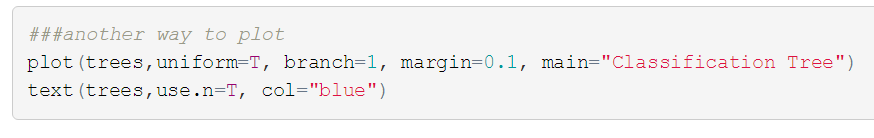 ###another way to plot
plot(trees,uniform=T, branch=1, margin=0.1, main="Classification Tree")
text(trees,use.n=T, col="blue")